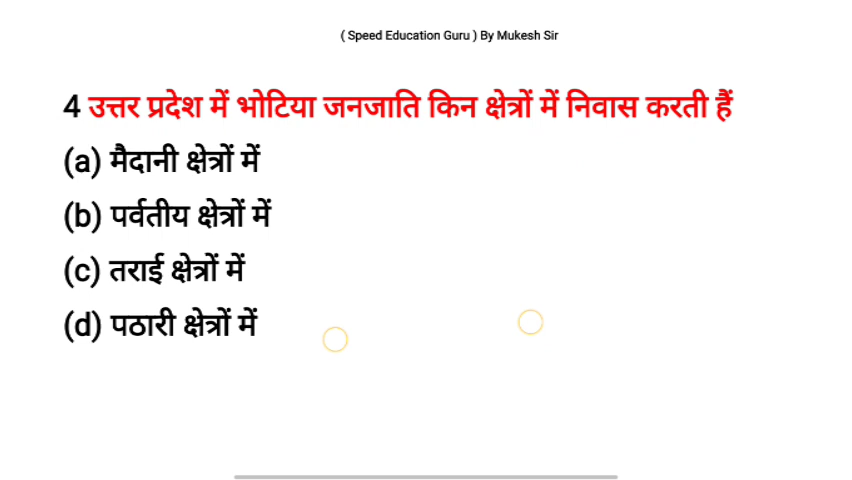 ( Speed Education Guru ) By Mukesh Sir
4 उत्तर प्रदेश में भोटिया जनजाति किन क्षेत्रों में निवास करती हैं
(a) मैदानी क्षेत्रों में
(b) पर्वतीय क्षेत्रों में
(c) तराई क्षेत्रों में
(d) पठारी क्षेत्रों में